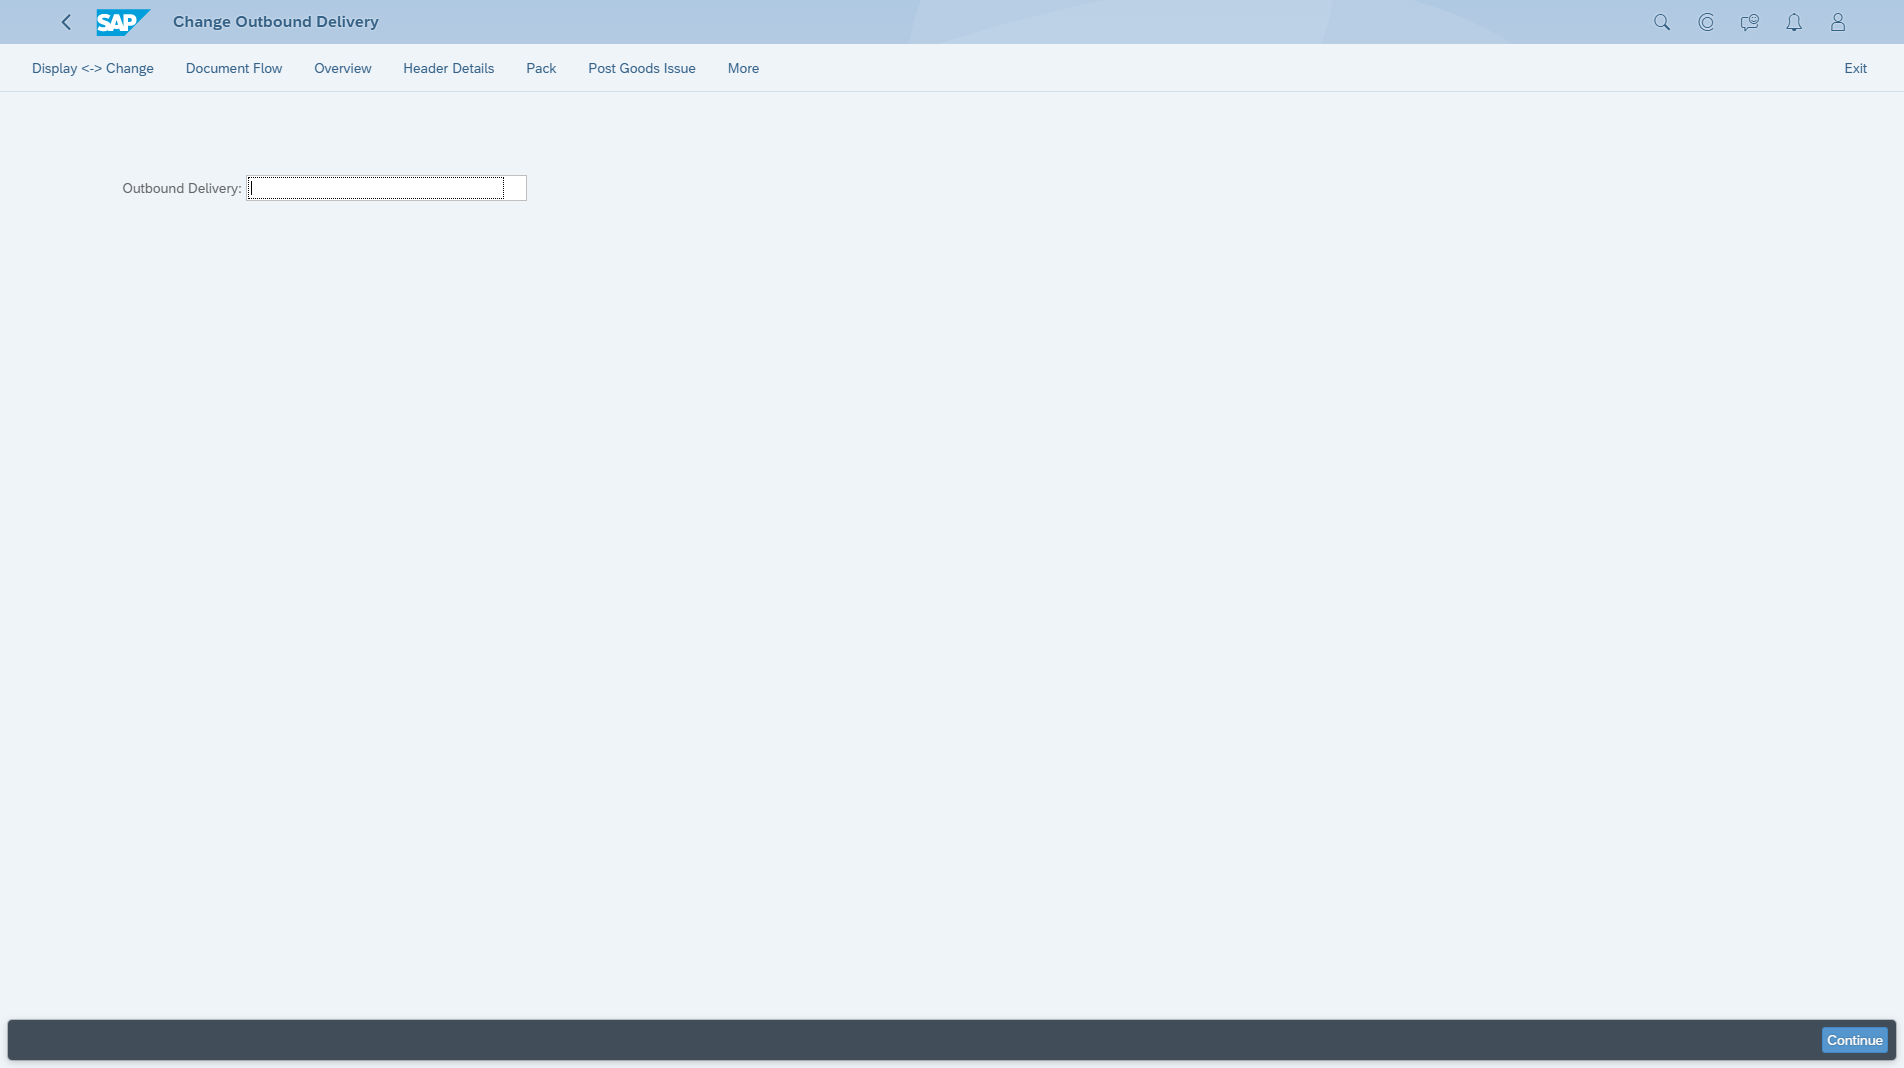 SAP Change Outbound Delivery
Display <-> Change Document Flow Overview Header Details Pack Post Goods Issue More Exit
Outbound Delivery:
Continue